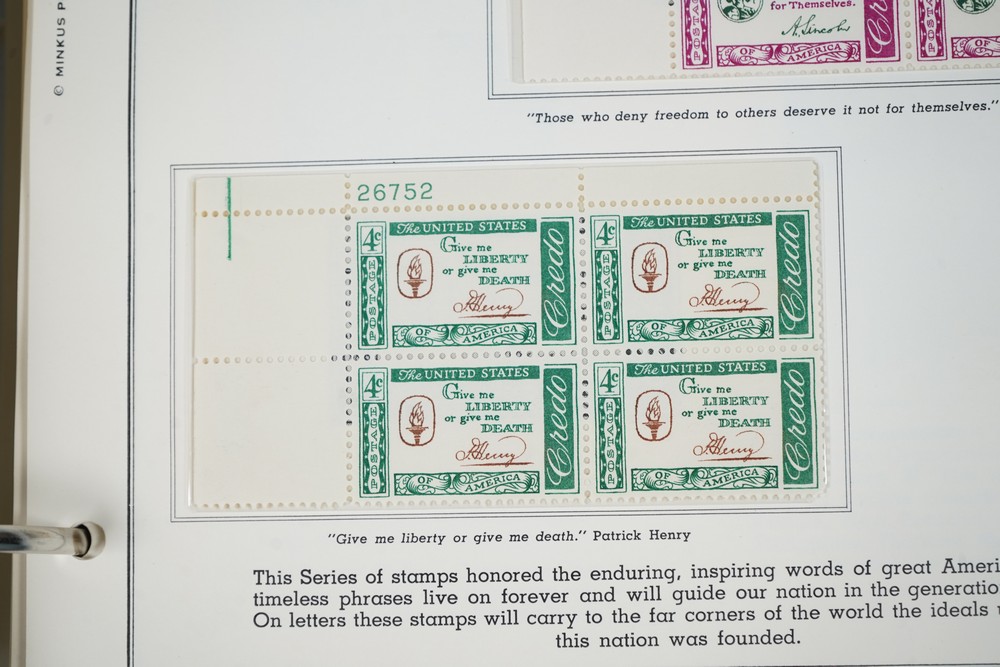 © MINKUS P
for Themselves.
A. Lincoln
POSTAGE
OF AMERICA
Cre
POSTAGE
OF
"Those who deny freedom to others deserve it not for themselves."
26752
The UNITED STATES
4c
POSTAGE
Give me
LIBERTY
or give me
DEATH
P. Henry
Credo
OF AMERICA
The UNITED STATES
4c
POSTAGE
Give me
LIBERTY
or give me
DEATH
P. Henry
Credo
OF AMERICA
The UNITED STATES
4c
POSTAGE
Give me
LIBERTY
or give me
DEATH
P. Henry
Credo
OF AMERICA
The UNITED STATES
4c
POSTAGE
Give me
LIBERTY
or give me
DEATH
P. Henry
Credo
OF AMERICA
"Give me liberty or give me death." Patrick Henry
This Series of stamps honored the enduring, inspiring words of great Ameri
timeless phrases live on forever and will guide our nation in the generatio
On letters these stamps will carry to the far corners of the world the ideals
this nation was founded.